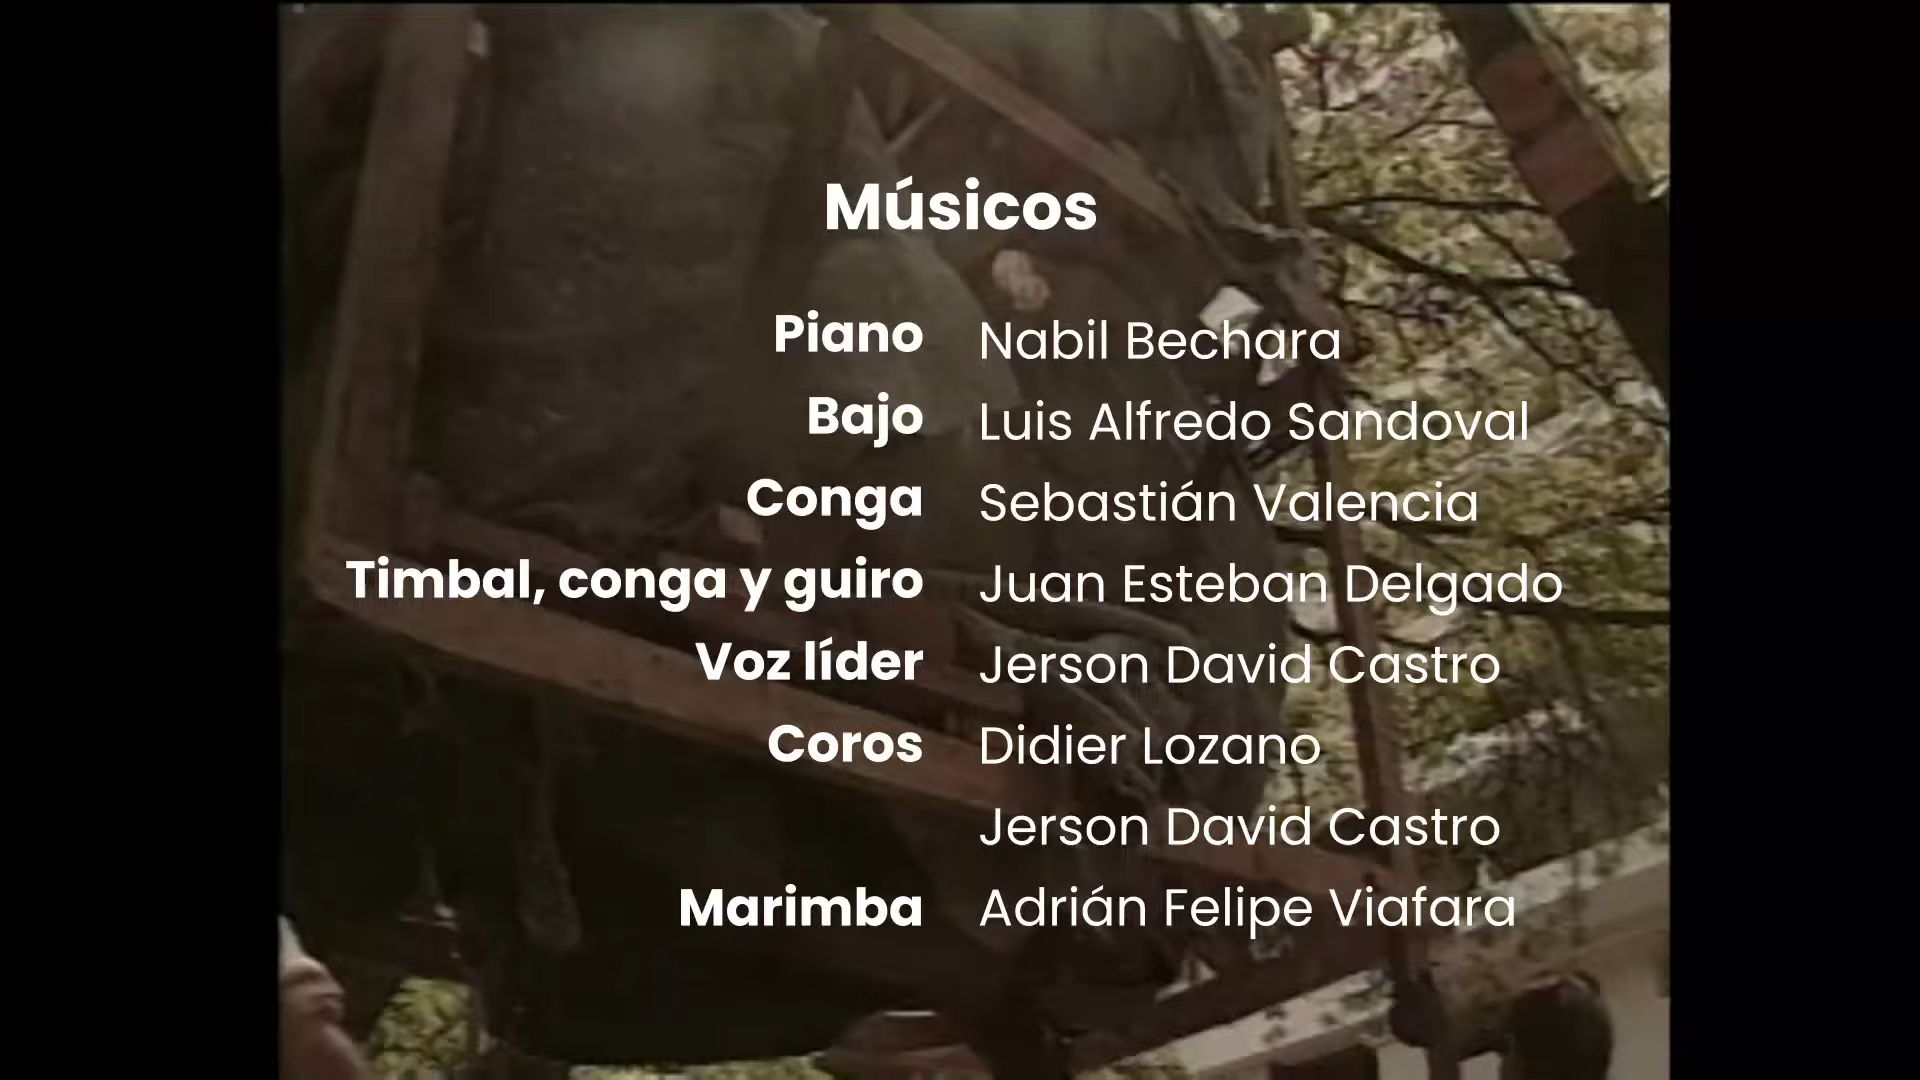 Músicos
Piano Nabil Bechara
Bajo Luis Alfredo Sandoval
Conga Sebastián Valencia
Timbal, conga y guiro Juan Esteban Delgado
Voz líder Jerson David Castro
Coros Didier Lozano
Jerson David Castro
Marimba Adrián Felipe Viafara